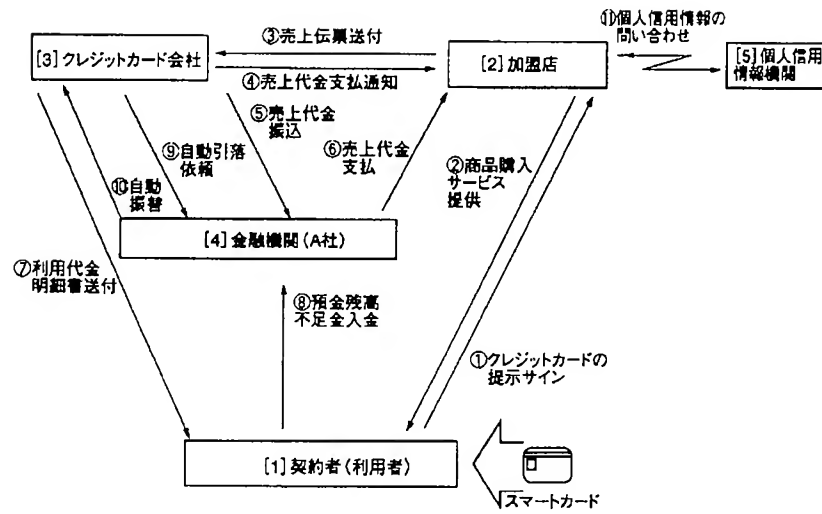 ⑪個人信用情報の
問い合わせ
③売上伝票送付
[3]クレジットカード会社
[2]加盟店
[5]個人信用
情報機関
④売上代金支払通知
⑤売上代金
振込
⑥売上代金
支払
⑨自動引落
依頼
②商品購入
サービス
提供
⑩自動
振替
[4]金融機関(A社)
⑦利用代金
明細書送付
⑧預金残高
不足金入金
①クレジットカードの
提示サイン
[1]契約者(利用者)
スマートカード